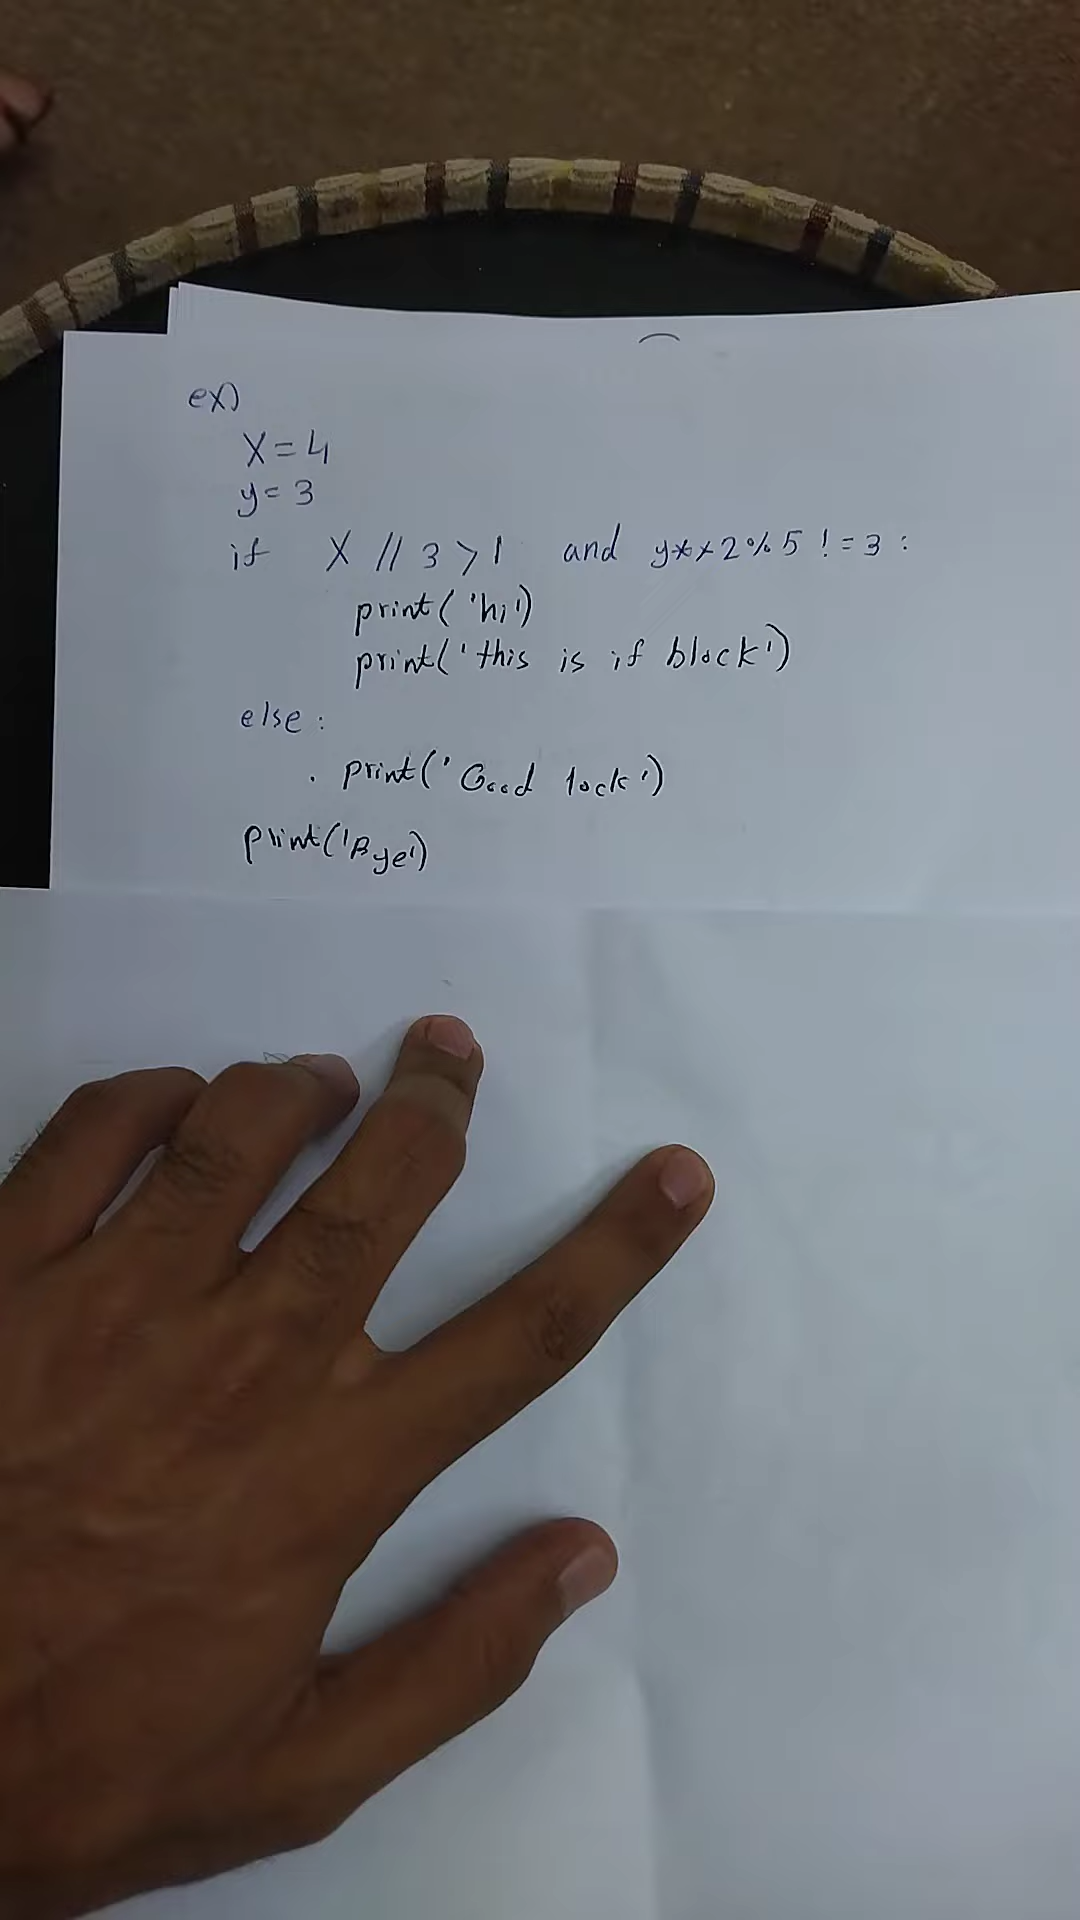 ex)
X = 4
y = 3
if X // 3 > 1 and y**2%5 != 3 :
print('hi')
print('this is if block')
else :
print('Good lock')
print('Bye')